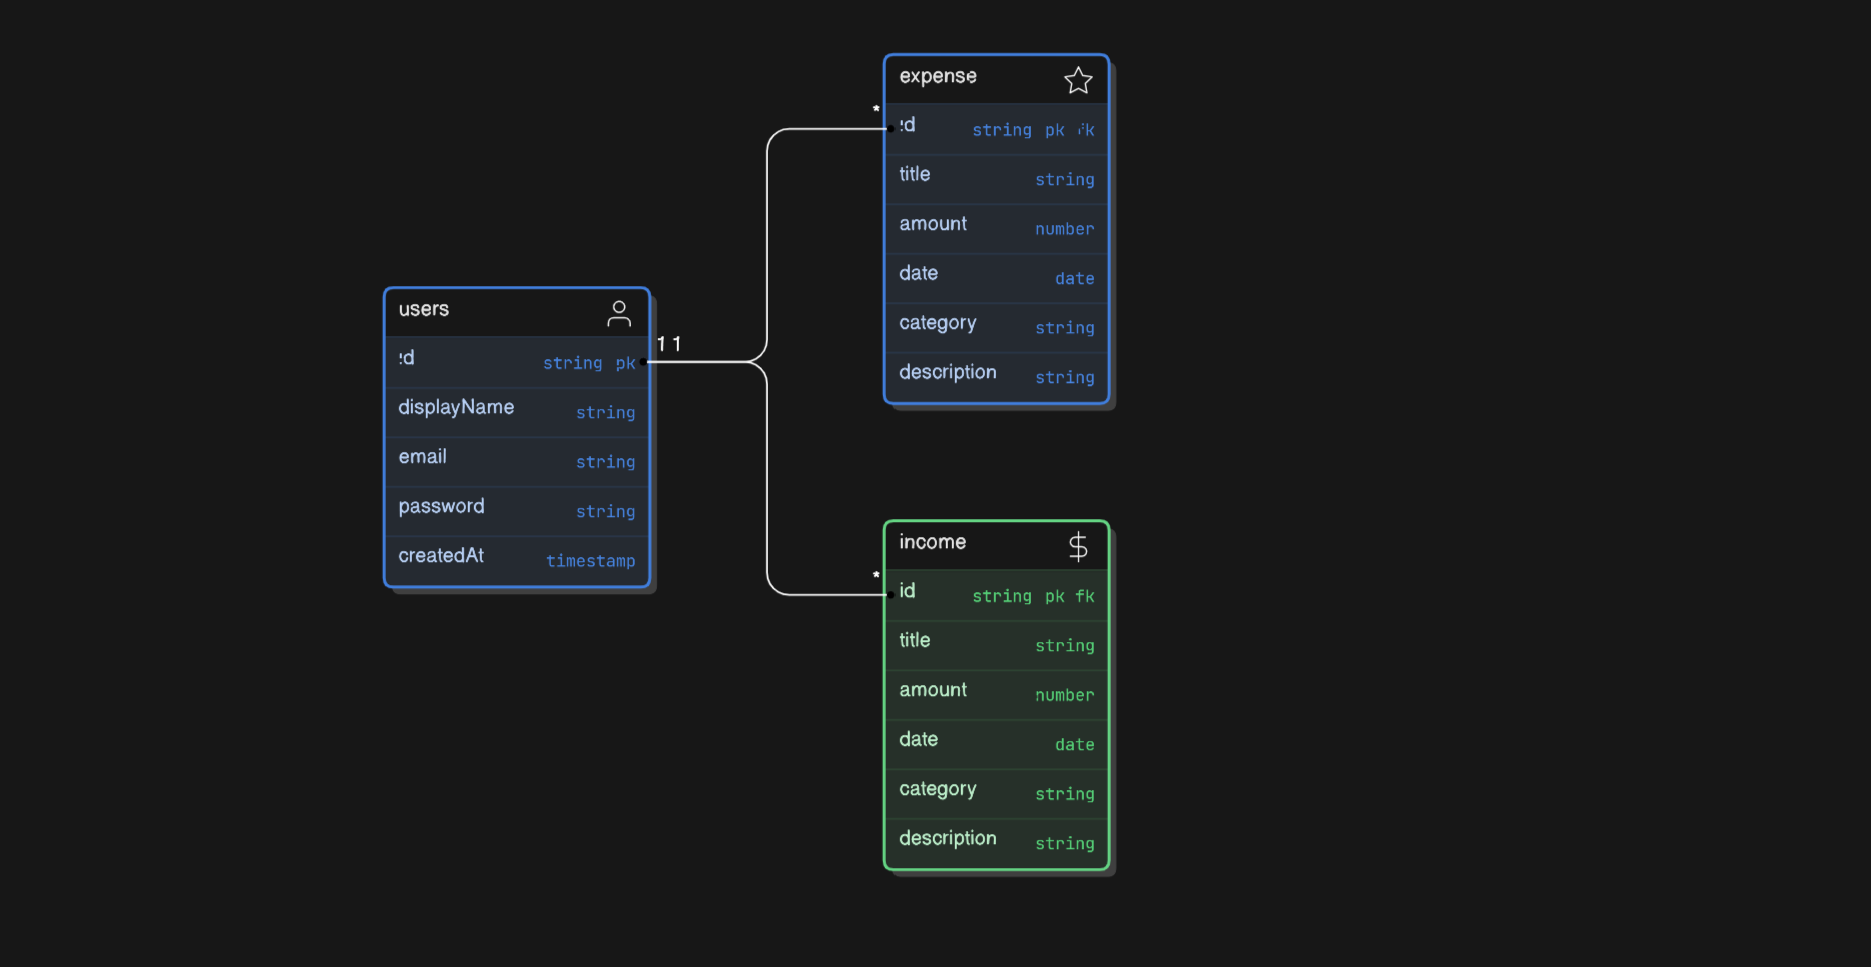 expense
*
id string pk fk
title string
amount number
date date
category string
description string
users
1 1
id string pk
displayName string
email string
password string
createdAt timestamp
income
$
*
id string pk fk
title string
amount number
date date
category string
description string